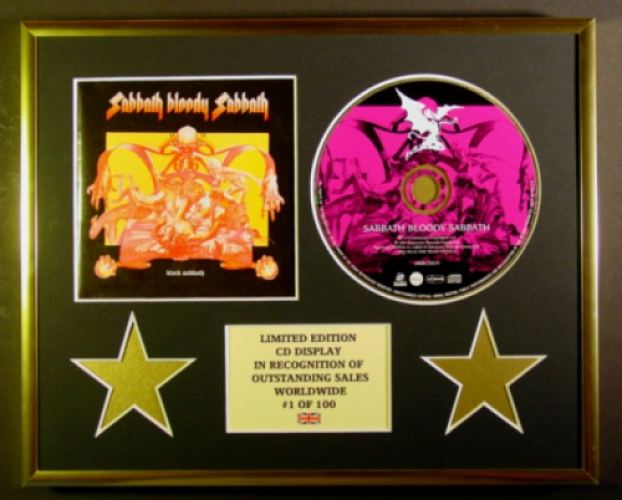 Sabbath bloody Sabbath
black sabbath
SABBATH BLOODY SABBATH
LIMITED EDITION
CD DISPLAY
IN RECOGNITION OF
OUTSTANDING SALES
WORLDWIDE
#1 OF 100